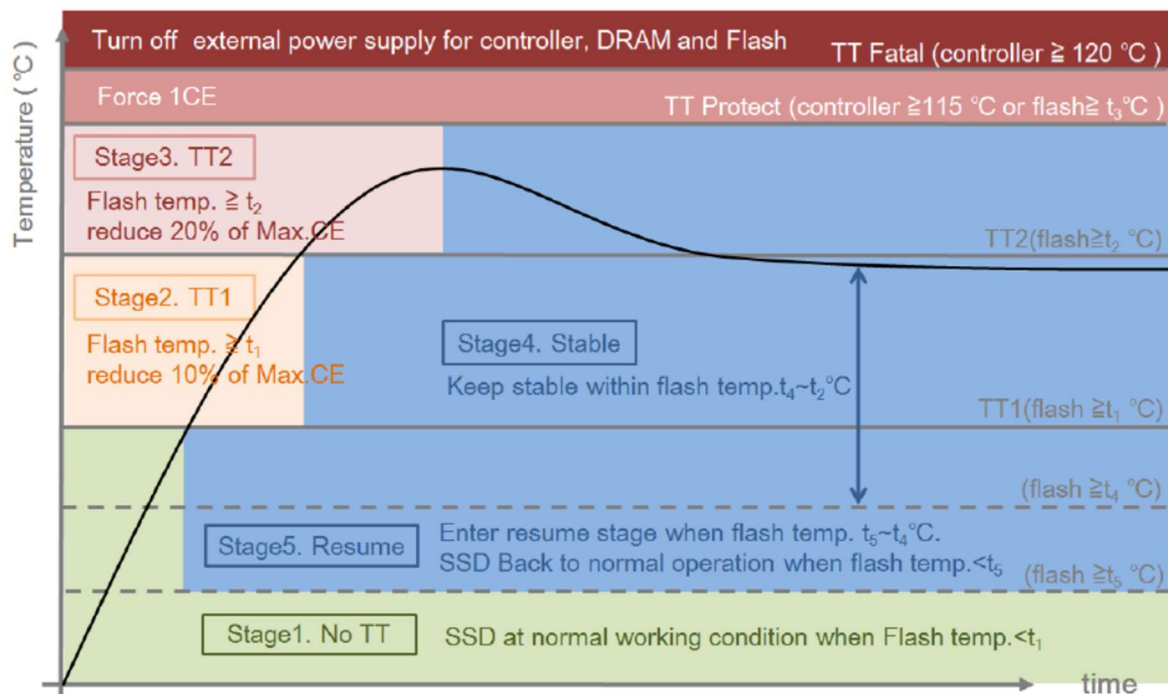 Temperature (℃)
Turn off external power supply for controller, DRAM and Flash
TT Fatal (controller ≧ 120 ℃ )
Force 1CE
TT Protect (controller ≧115 ℃ or flash≧ t₃℃ )
Stage3. TT2
Flash temp. ≧ t₂
reduce 20% of Max.CE
TT2(flash≧t₂ ℃)
Stage2. TT1
Flash temp. ≧ t₁
reduce 10% of Max.CE
Stage4. Stable
Keep stable within flash temp.t₄~t₂℃
TT1(flash ≧t₁ ℃)
(flash ≧t₄ ℃)
Stage5. Resume
Enter resume stage when flash temp. t₅~t₄℃.
SSD Back to normal operation when flash temp.<t₅
(flash ≧t₅ ℃)
Stage1. No TT
SSD at normal working condition when Flash temp.<t₁
time